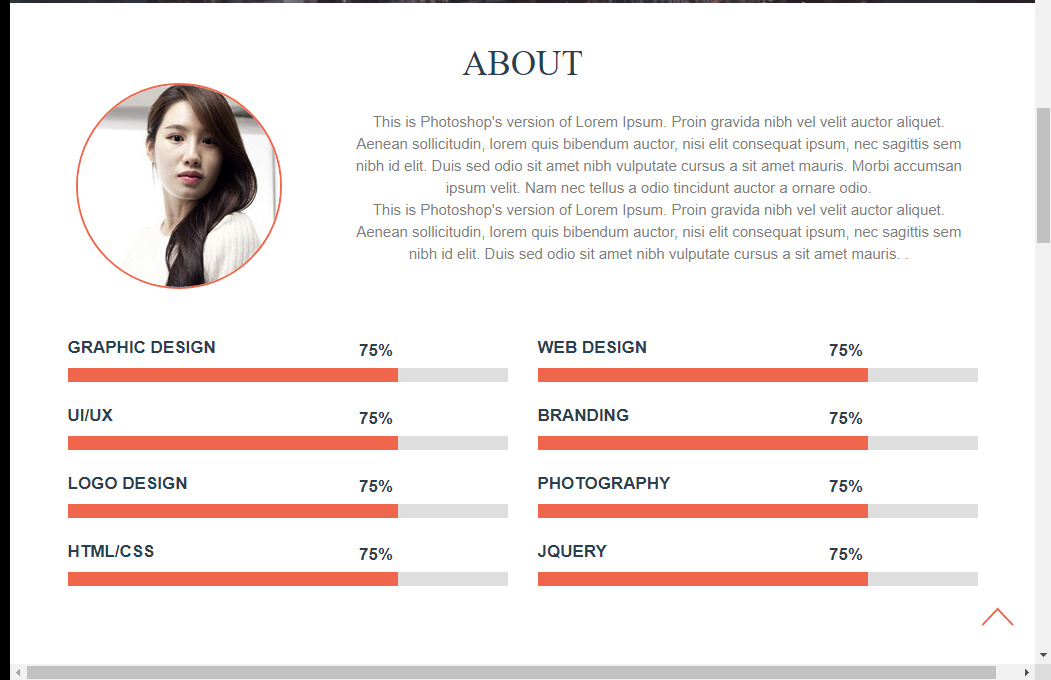 ABOUT
This is Photoshop's version of Lorem Ipsum. Proin gravida nibh vel velit auctor aliquet.
Aenean sollicitudin, lorem quis bibendum auctor, nisi elit consequat ipsum, nec sagittis sem
nibh id elit. Duis sed odio sit amet nibh vulputate cursus a sit amet mauris. Morbi accumsan
ipsum velit. Nam nec tellus a odio tincidunt auctor a ornare odio.
This is Photoshop's version of Lorem Ipsum. Proin gravida nibh vel velit auctor aliquet.
Aenean sollicitudin, lorem quis bibendum auctor, nisi elit consequat ipsum, nec sagittis sem
nibh id elit. Duis sed odio sit amet nibh vulputate cursus a sit amet mauris. .
GRAPHIC DESIGN 75%
WEB DESIGN 75%
UI/UX 75%
BRANDING 75%
LOGO DESIGN 75%
PHOTOGRAPHY 75%
HTML/CSS 75%
JQUERY 75%